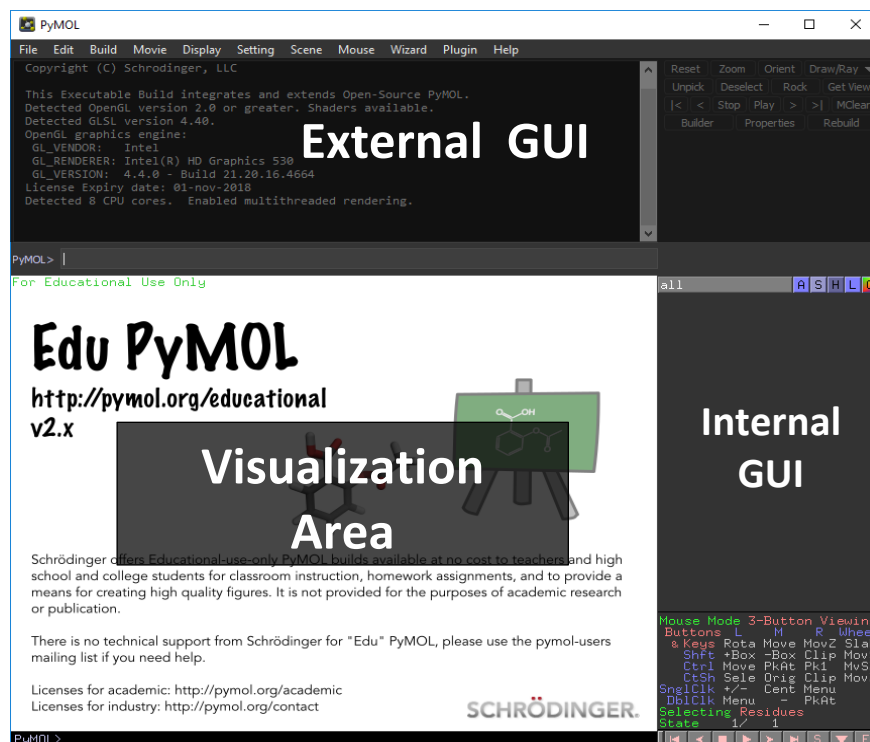 PyMOL
File Edit Build Movie Display Setting Scene Mouse Wizard Plugin Help
Copyright (C) Schrodinger, LLC
This Executable Build integrates and extends Open-Source PyMOL.
Detected OpenGL version 2.0 or greater. Shaders available.
Detected GLSL version 4.40.
OpenGL graphics engine:
GL_VENDOR: Intel
GL_RENDERER: Intel(R) HD Graphics 530
GL_VERSION: 4.4.0 - Build 21.20.16.4664
License Expiry date: 01-nov-2018
Detected 8 CPU cores. Enabled multithreaded rendering.
External GUI
Reset Zoom Orient Draw/Ray
Unpick Deselect Rock Get View
|< < Stop Play > >| MClear
Builder Properties Rebuild
PyMOL>
For Educational Use Only
all A S H L
Edu PyMOL
http://pymol.org/educational
v2.x
OH
Visualization
Area
Internal
GUI
Schrödinger offers Educational-use-only PyMOL builds available at no cost to teachers and high
school and college students for classroom instruction, homework assignments, and to provide a
means for creating high quality figures. It is not provided for the purposes of academic research
or publication.
There is no technical support from Schrödinger for "Edu" PyMOL, please use the pymol-users
mailing list if you need help.
Licenses for academic: http://pymol.org/academic
Licenses for industry: http://pymol.org/contact
SCHRÖDINGER.
Mouse Mode 3-Button Viewin
Buttons L M R Whee
& Keys Rota Move MovZ Sla
Shft +Box -Box Clip Mov
Ctrl Move PkAt Pk1 MvS
CtSh Sele Orig Clip Mov
SnglClk +/- Cent Menu
DblClk Menu - PkAt
Selecting Residues
State 1/ 1
PyMOL>
S